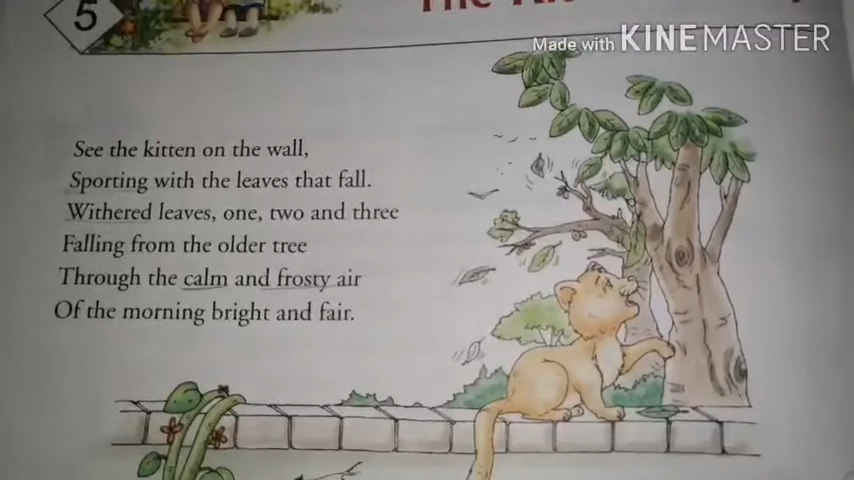 5
The
Made with KINEMASTER
See the kitten on the wall,
Sporting with the leaves that fall.
Withered leaves, one, two and three
Falling from the older tree
Through the calm and frosty air
Of the morning bright and fair.